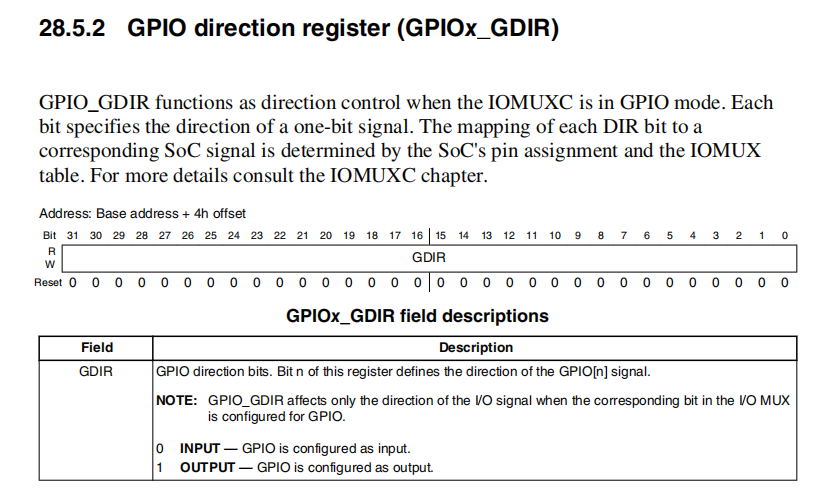 28.5.2 GPIO direction register (GPIOx_GDIR)
GPIO_GDIR functions as direction control when the IOMUXC is in GPIO mode. Each
bit specifies the direction of a one-bit signal. The mapping of each DIR bit to a
corresponding SoC signal is determined by the SoC's pin assignment and the IOMUX
table. For more details consult the IOMUXC chapter.
Address: Base address + 4h offset
Bit 31 30 29 28 27 26 25 24 23 22 21 20 19 18 17 16 15 14 13 12 11 10 9 8 7 6 5 4 3 2 1 0
R
W
GDIR
Reset 0 0 0 0 0 0 0 0 0 0 0 0 0 0 0 0 0 0 0 0 0 0 0 0 0 0 0 0 0 0 0 0
GPIOx_GDIR field descriptions
Field Description
GDIR GPIO direction bits. Bit n of this register defines the direction of the GPIO[n] signal.
NOTE: GPIO_GDIR affects only the direction of the I/O signal when the corresponding bit in the I/O MUX
is configured for GPIO.
0 INPUT — GPIO is configured as input.
1 OUTPUT — GPIO is configured as output.